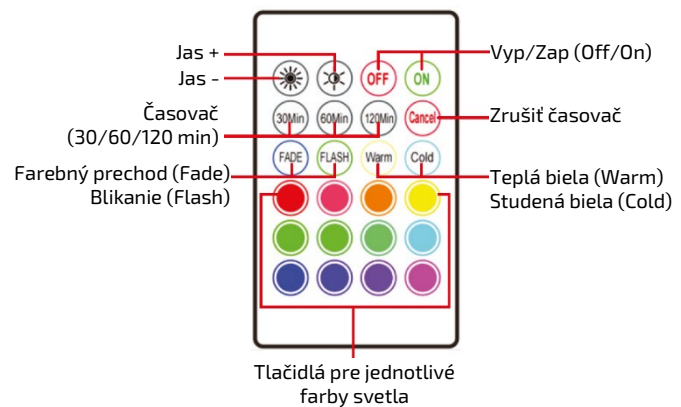 Jas +
Jas -
Vyp/Zap (Off/On)
OFF
ON
Časovač
(30/60/120 min)
30Min
60Min
120Min
Cancel
Zrušiť časovač
FADE
FLASH
Warm
Cold
Farebný prechod (Fade)
Blikanie (Flash)
Teplá biela (Warm)
Studená biela (Cold)
Tlačidlá pre jednotlivé
farby svetla